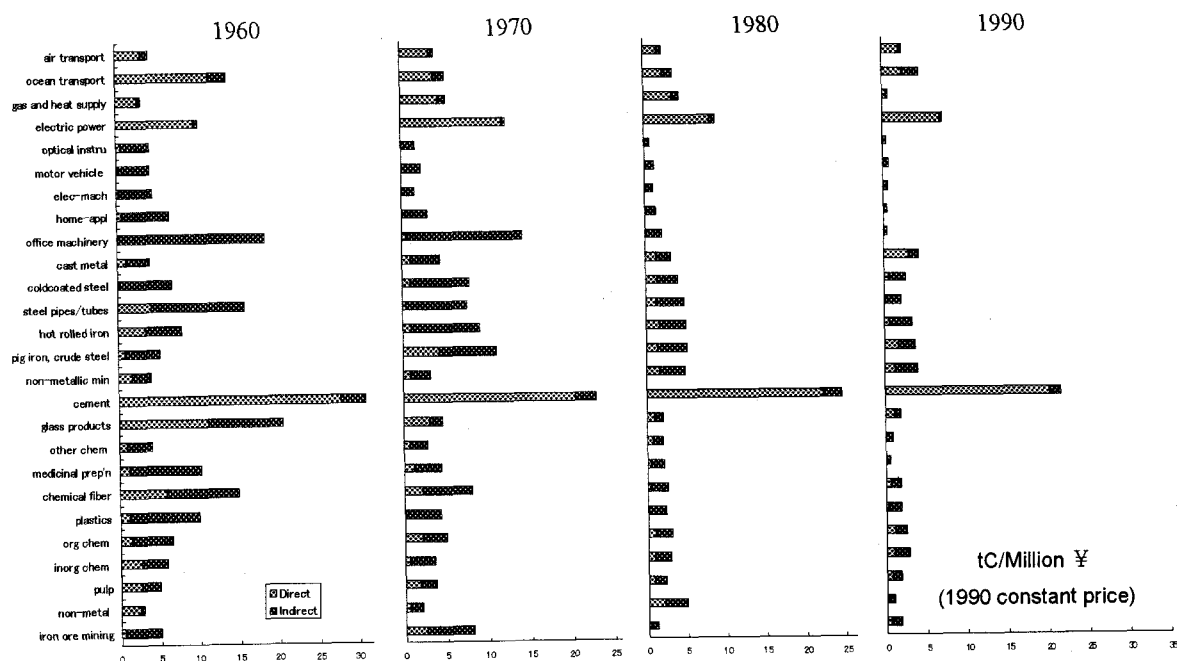 1960
1970
1980
1990
air transport
ocean transport
gas and heat supply
electric power
optical instru
motor vehicle
elec-mach
home-appl
office machinery
cast metal
coldcoated steel
steel pipes/tubes
hot rolled iron
pig iron, crude steel
non-metallic min
cement
glass products
other chem
medicinal prep'n
chemical fiber
plastics
org chem
inorg chem
pulp
non-metal
iron ore mining
Direct
Indirect
tC/Million ¥
(1990 constant price)
0 5 10 15 20 25 30
0 5 10 15 20 25
0 5 10 15 20 25
0 5 10 15 20 25 30 35